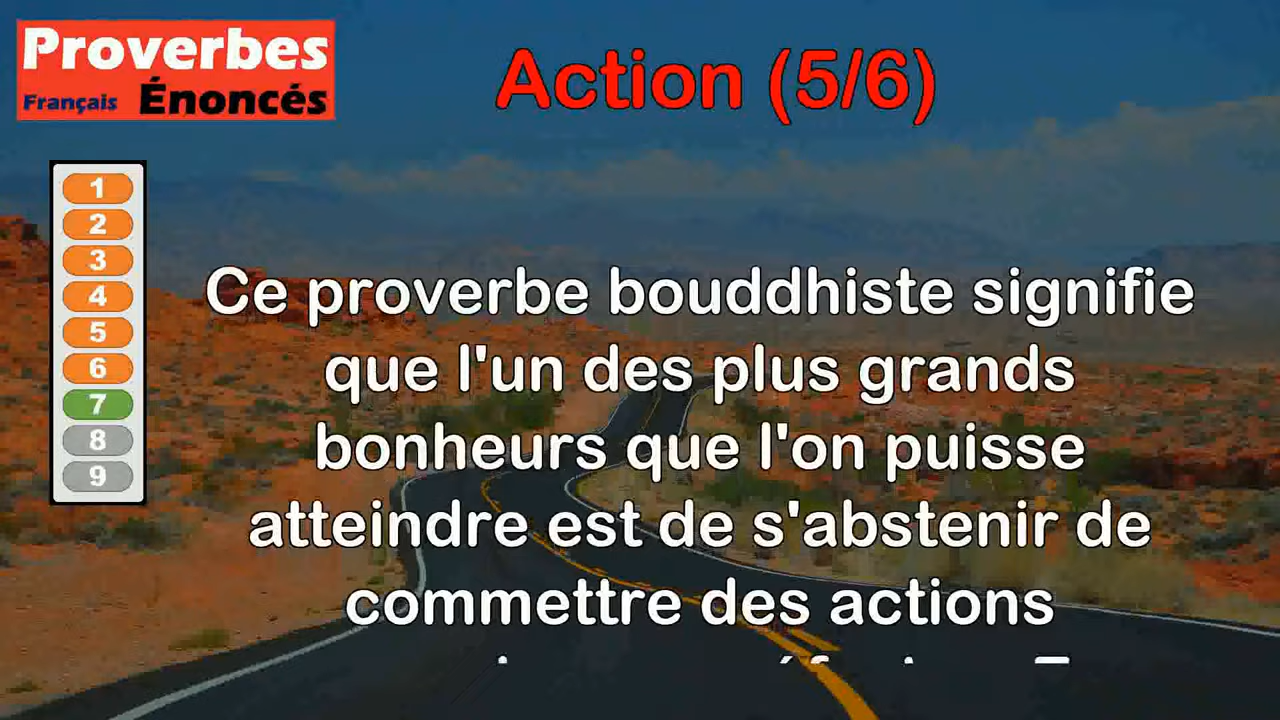 Proverbes
Français Énoncés
Action (5/6)
1
2
3
4
5
6
7
8
9
Ce proverbe bouddhiste signifie
que l'un des plus grands
bonheurs que l'on puisse
atteindre est de s'abstenir de
commettre des actions